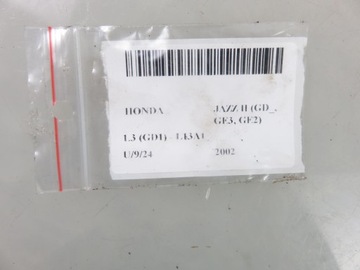 HONDA JAZZ II (GD_,
GE3, GE2)
1.3 (GD1) L13A1
U/9/24 2002